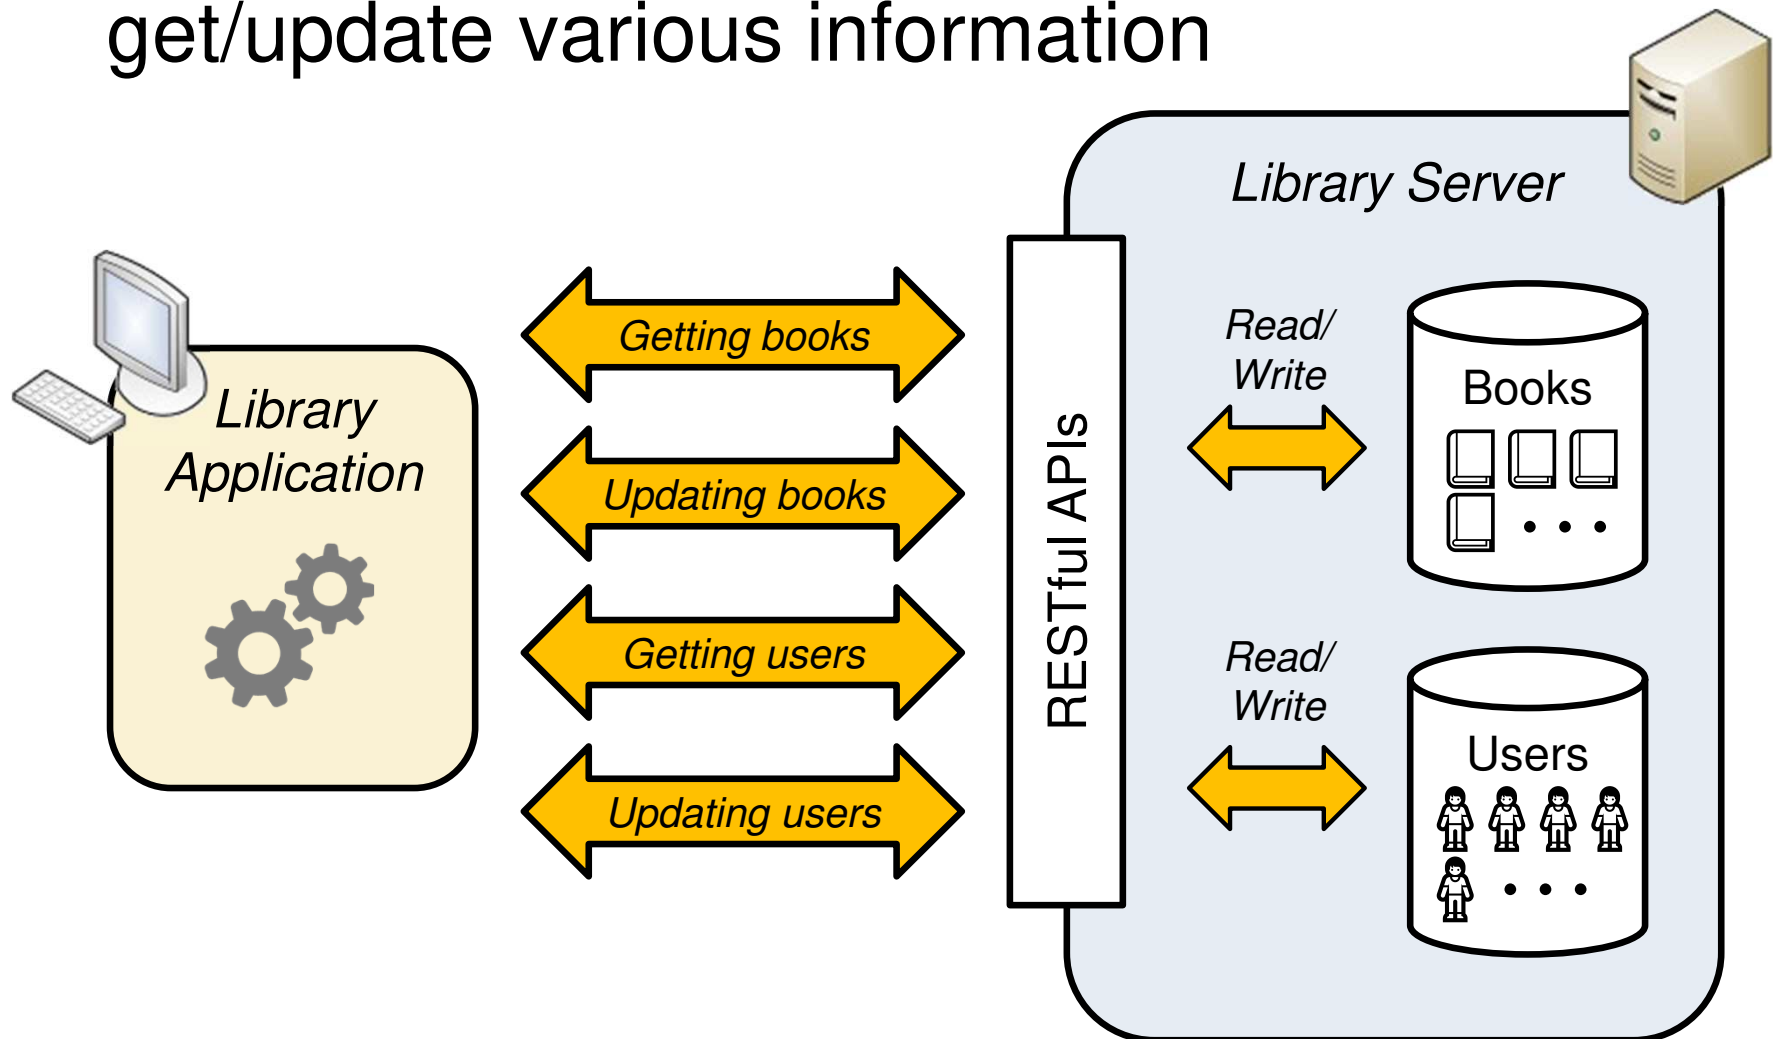 get/update various information
Library Server
Library
Application
Getting books
Updating books
Getting users
Updating users
RESTful APIs
Read/
Write
Books
Read/
Write
Users